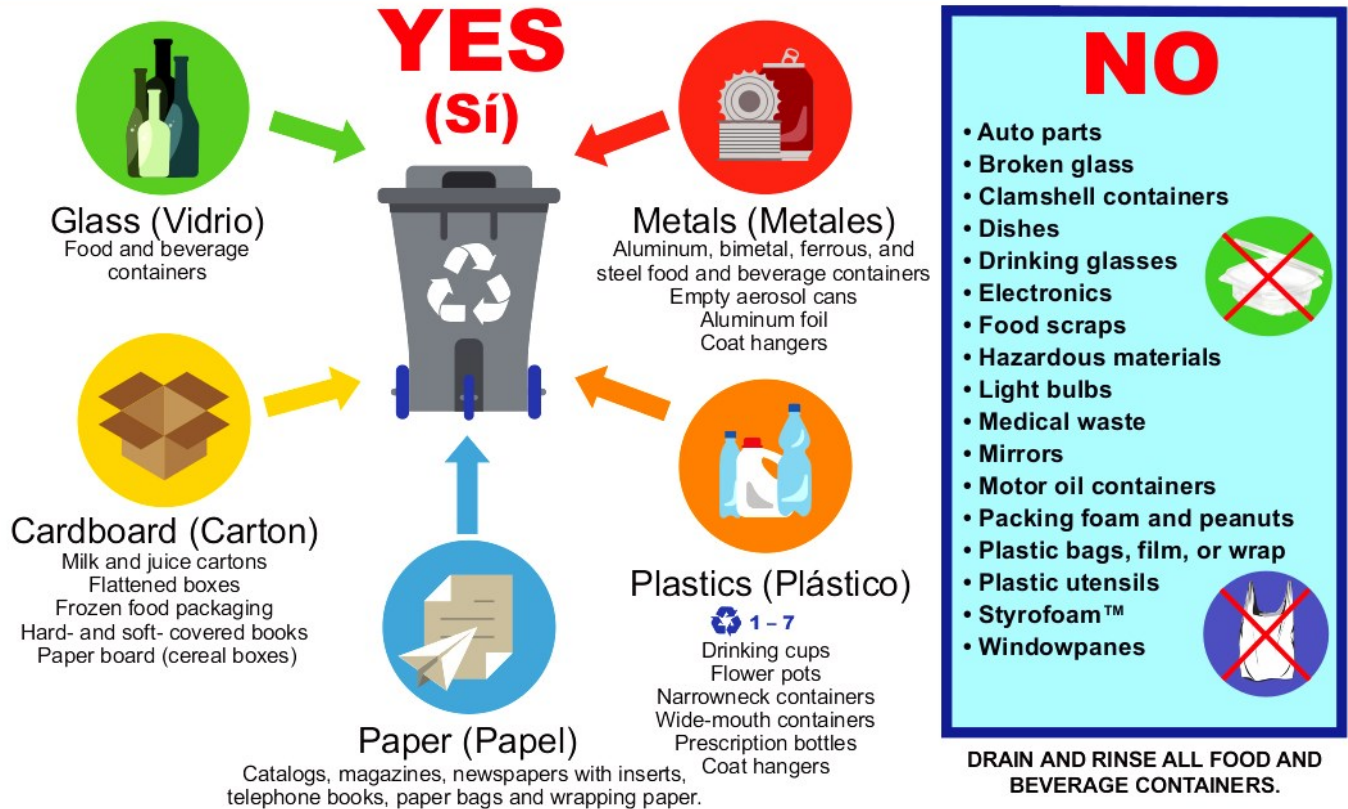 YES
(Sí)
Glass (Vidrio)
Food and beverage
containers
Metals (Metales)
Aluminum, bimetal, ferrous, and
steel food and beverage containers
Empty aerosol cans
Aluminum foil
Coat hangers
Cardboard (Carton)
Milk and juice cartons
Flattened boxes
Frozen food packaging
Hard- and soft- covered books
Paper board (cereal boxes)
Plastics (Plástico)
1 – 7
Drinking cups
Flower pots
Narrowneck containers
Wide-mouth containers
Prescription bottles
Coat hangers
Paper (Papel)
Catalogs, magazines, newspapers with inserts,
telephone books, paper bags and wrapping paper.
NO
• Auto parts
• Broken glass
• Clamshell containers
• Dishes
• Drinking glasses
• Electronics
• Food scraps
• Hazardous materials
• Light bulbs
• Medical waste
• Mirrors
• Motor oil containers
• Packing foam and peanuts
• Plastic bags, film, or wrap
• Plastic utensils
• Styrofoam™
• Windowpanes
DRAIN AND RINSE ALL FOOD AND
BEVERAGE CONTAINERS.